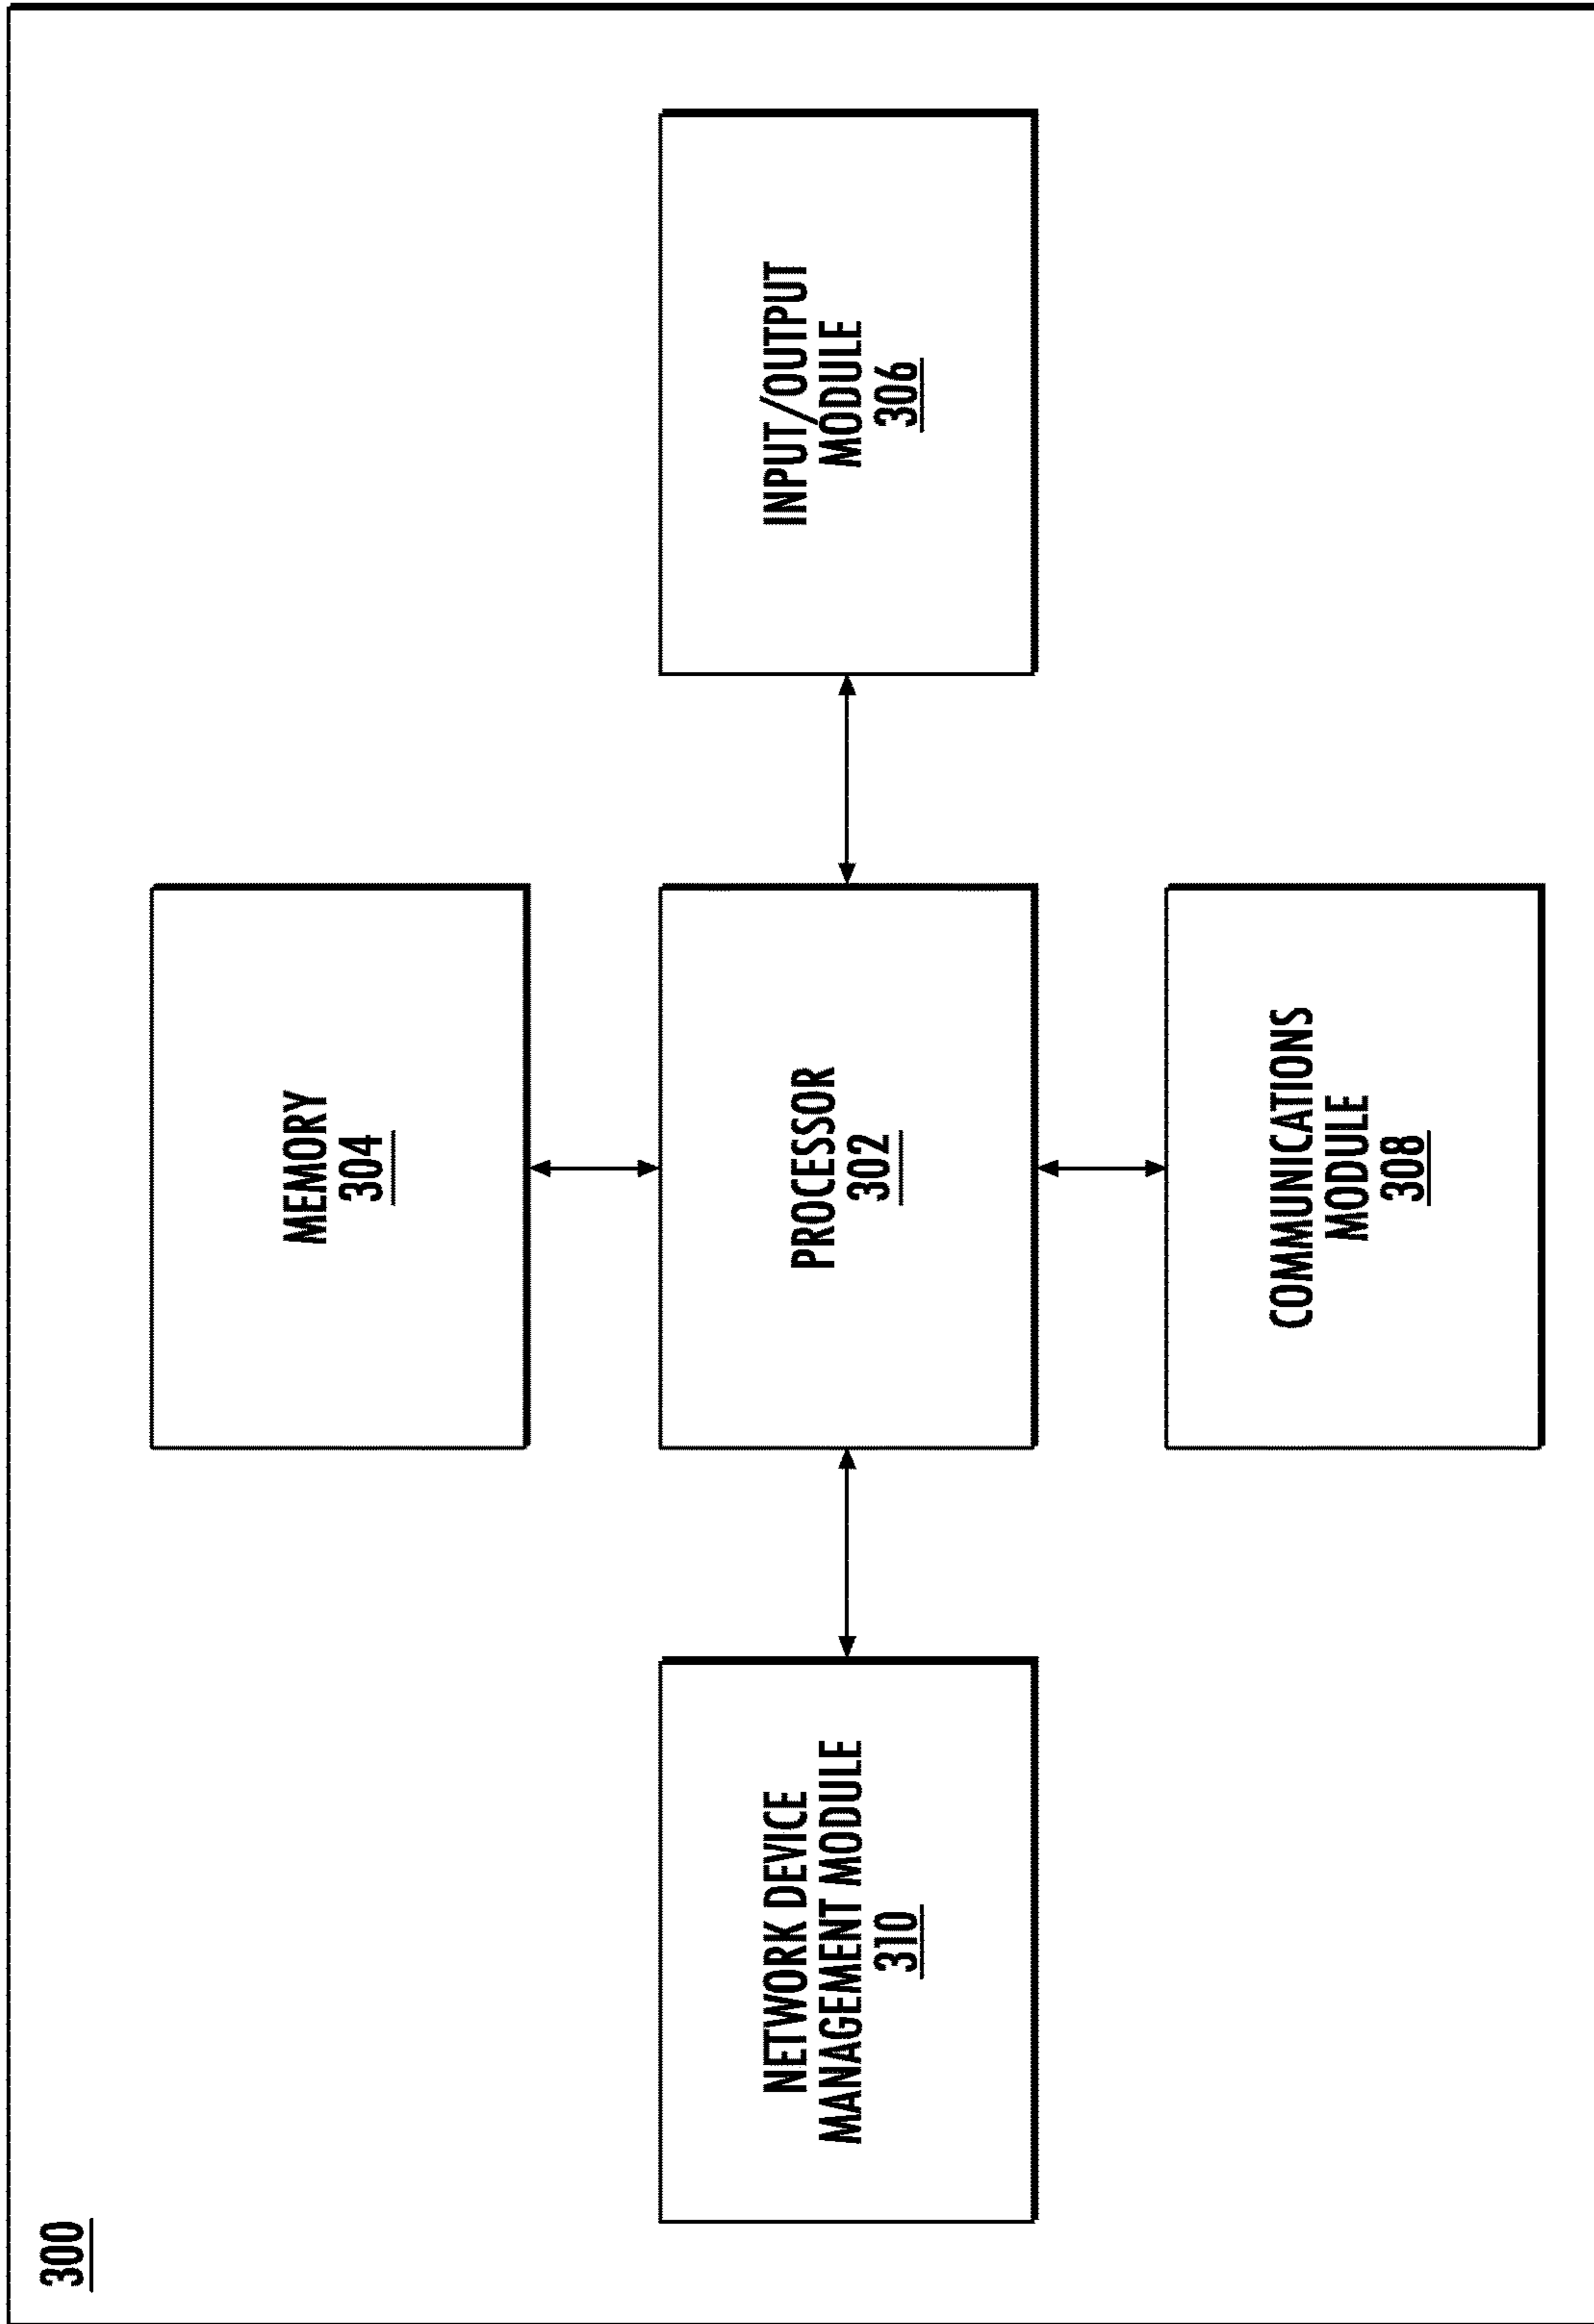 300
MEMORY
304
NETWORK DEVICE
MANAGEMENT MODULE
310
PROCESSOR
302
INPUT/OUTPUT
MODULE
306
COMMUNICATIONS
MODULE
308